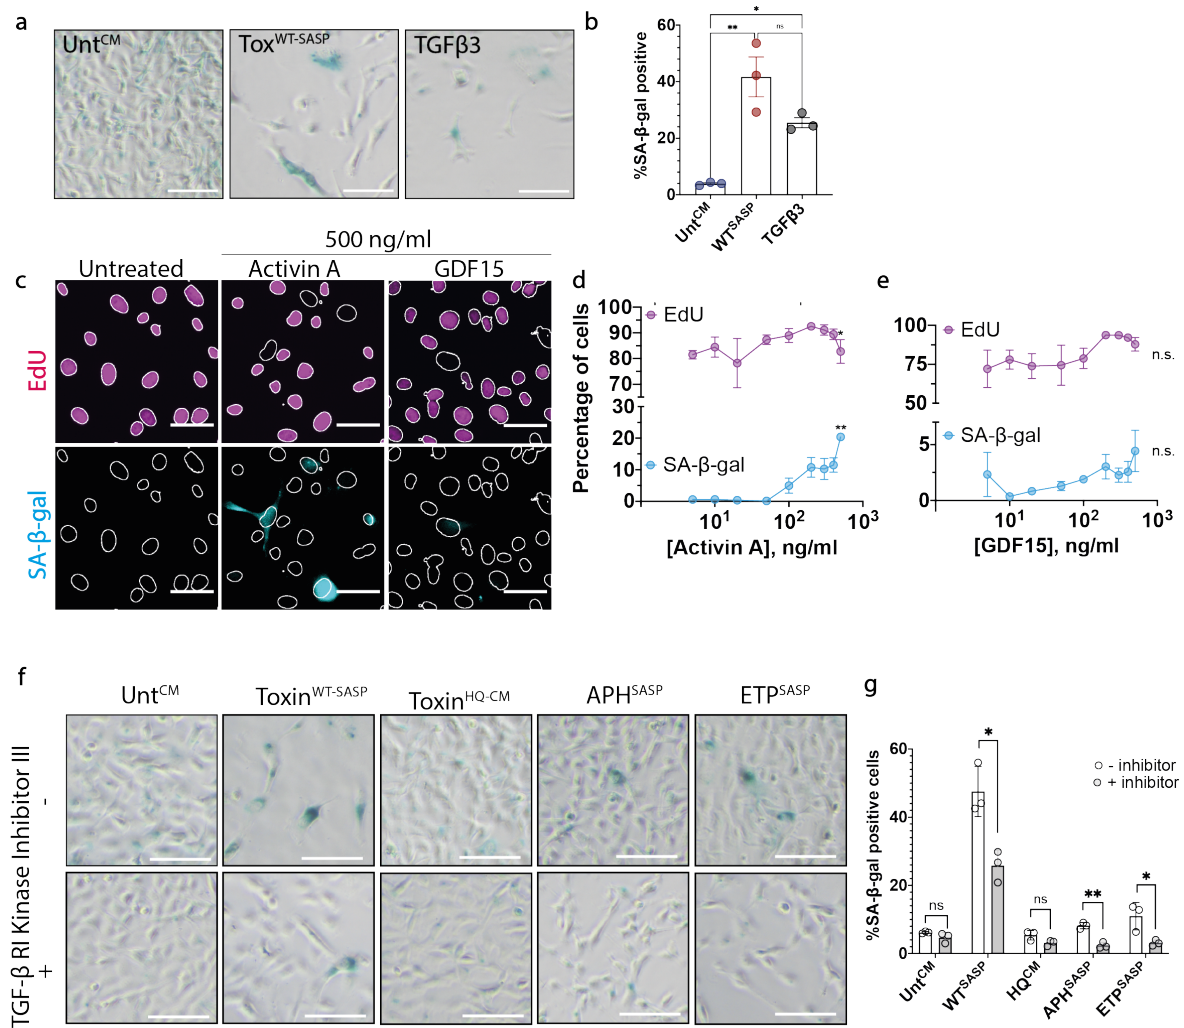 a
Unt^CM
Tox^WT-SASP
TGFβ3
b
%SA-β-gal positive
60
40
20
0
*
**
ns
Unt^CM
WT^SASP
TGFβ3
500 ng/ml
c
Untreated
Activin A
GDF15
EdU
SA-β-gal
d
Percentage of cells
100
90
80
70
30
20
10
0
EdU
*
SA-β-gal
**
10^1
10^2
10^3
[Activin A], ng/ml
e
100
75
50
5
0
EdU
n.s.
SA-β-gal
n.s.
10^1
10^2
10^3
[GDF15], ng/ml
f
Unt^CM
Toxin^WT-SASP
Toxin^HQ-CM
APH^SASP
ETP^SASP
TGF-β RI Kinase Inhibitor III
-
+
g
%SA-β-gal positive cells
60
40
20
0
- inhibitor
+ inhibitor
ns
*
ns
**
*
Unt^CM
WT^SASP
HQ^CM
APH^SASP
ETP^SASP